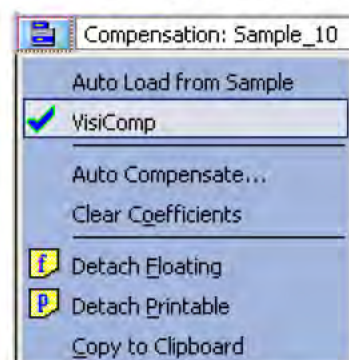 Compensation: Sample_10
Auto Load from Sample
VisiComp
Auto Compensate...
Clear Coefficients
f Detach Floating
p Detach Printable
Copy to Clipboard